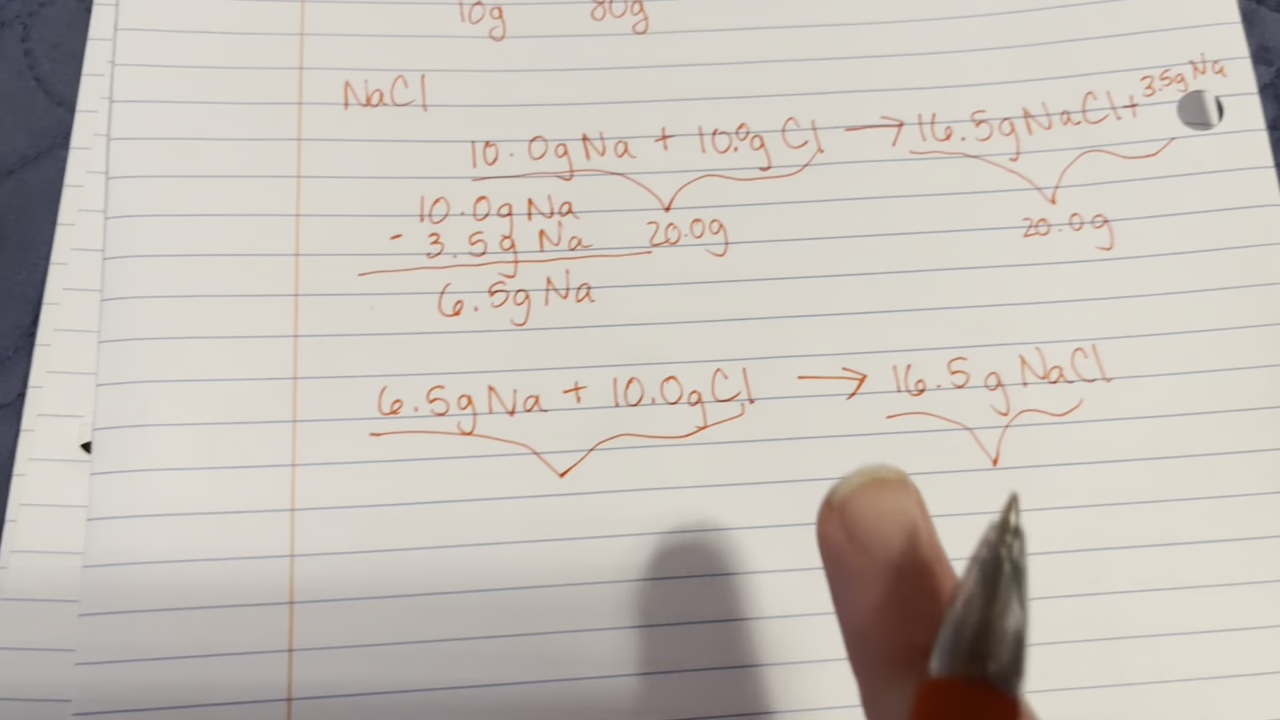 10g 80g
NaCl
10.0g Na + 10.0g Cl → 16.5g NaCl + 3.5g Na
10.0g Na
- 3.5g Na 20.0g 20.0g
6.5g Na
6.5g Na + 10.0g Cl → 16.5 g NaCl